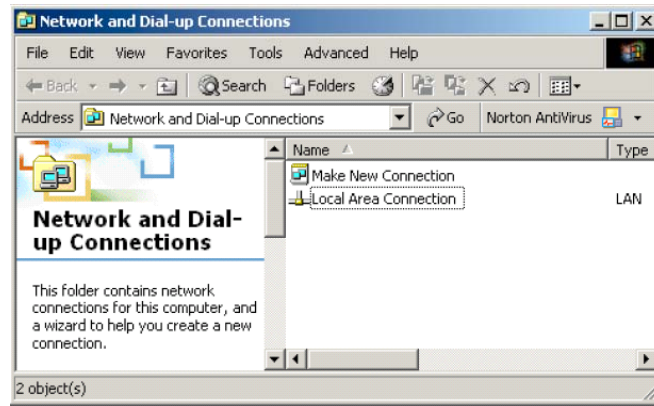 Network and Dial-up Connections
File Edit View Favorites Tools Advanced Help
Back Search Folders
Address Network and Dial-up Connections Go Norton AntiVirus
Name Type
Make New Connection
Local Area Connection LAN
Network and Dial-
up Connections
This folder contains network
connections for this computer, and
a wizard to help you create a new
connection.
2 object(s)